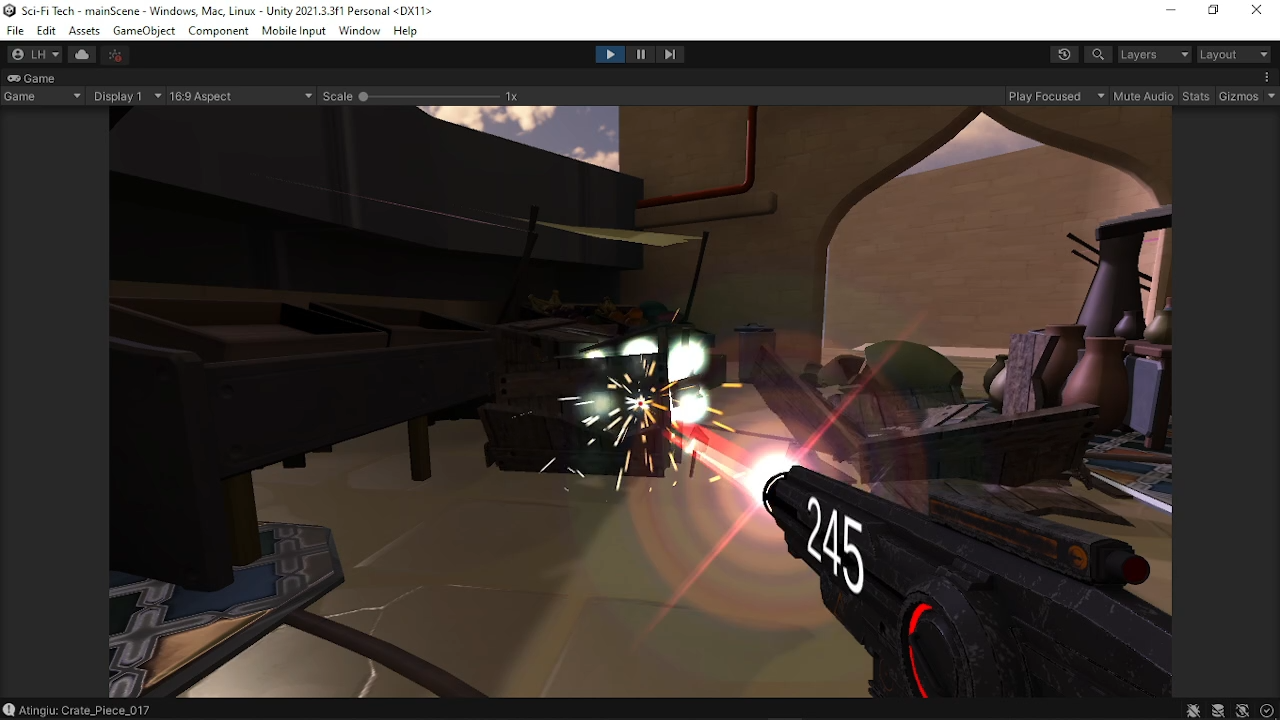 Sci-Fi Tech - mainScene - Windows, Mac, Linux - Unity 2021.3.3f1 Personal <DX11>
File Edit Assets GameObject Component Mobile Input Window Help
LH Layers Layout
Game
Game Display 1 16:9 Aspect Scale 1x Play Focused Mute Audio Stats Gizmos
245
Atingiu: Crate_Piece_017